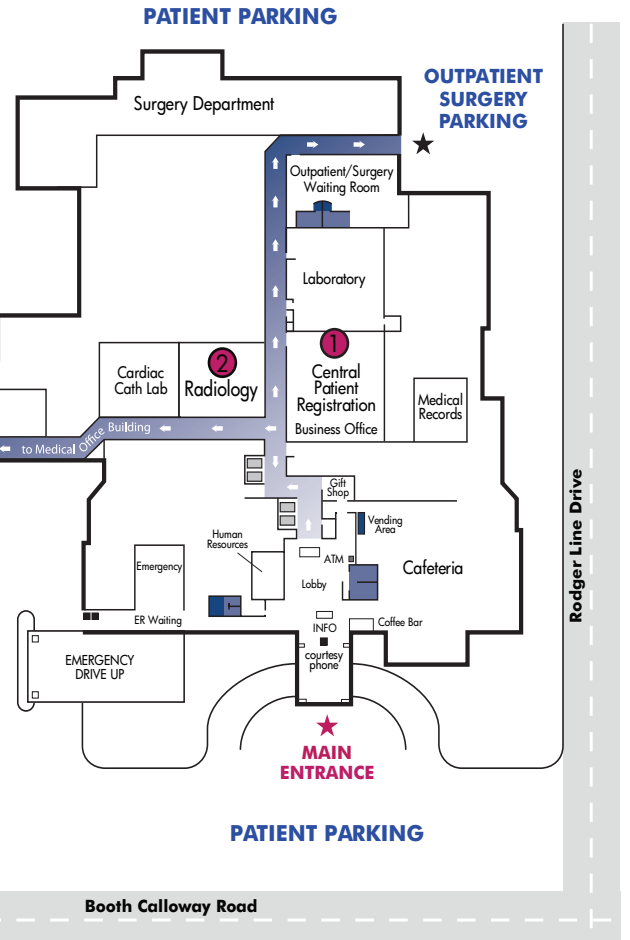 PATIENT PARKING
OUTPATIENT
SURGERY
PARKING
Surgery Department
Outpatient/Surgery
Waiting Room
Laboratory
1
2
Cardiac
Cath Lab
Radiology
Central
Patient
Registration
Business Office
Medical
Records
to Medical Office Building
Gift
Shop
Vending
Area
Human
Resources
ATM
Emergency
Lobby
Cafeteria
Rodger Line Drive
ER Waiting
INFO
Coffee Bar
courtesy
phone
EMERGENCY
DRIVE UP
MAIN
ENTRANCE
PATIENT PARKING
Booth Calloway Road